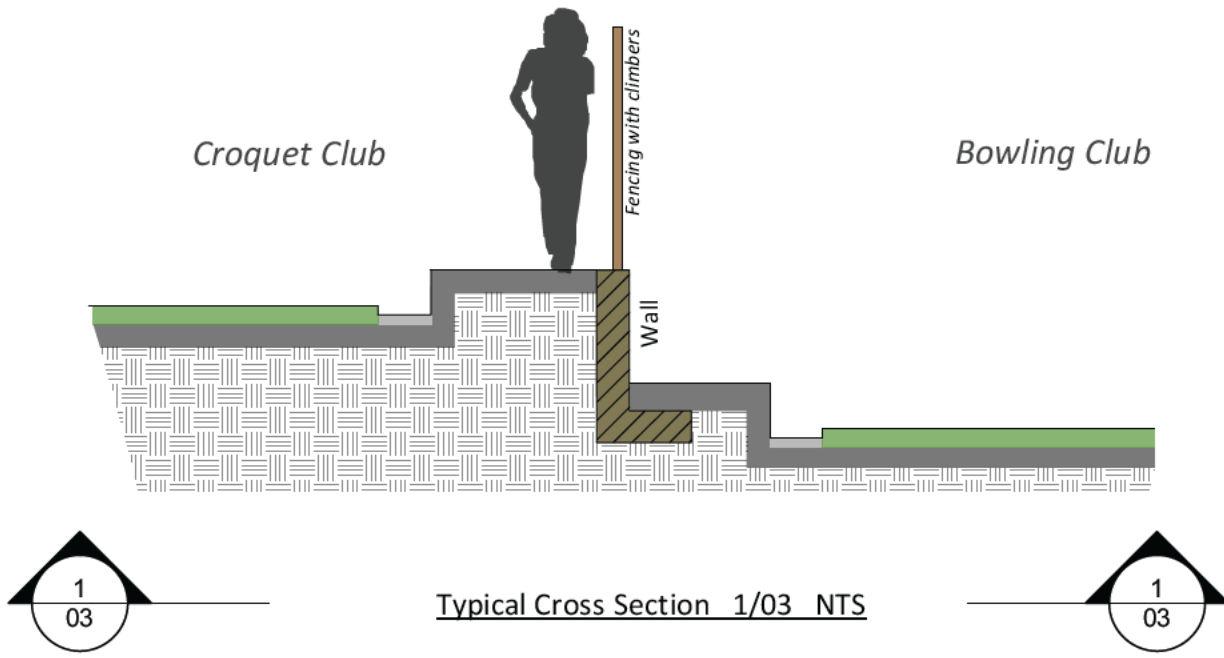 Croquet Club
Fencing with climbers
Bowling Club
Wall
1
03
Typical Cross Section 1/03 NTS
1
03